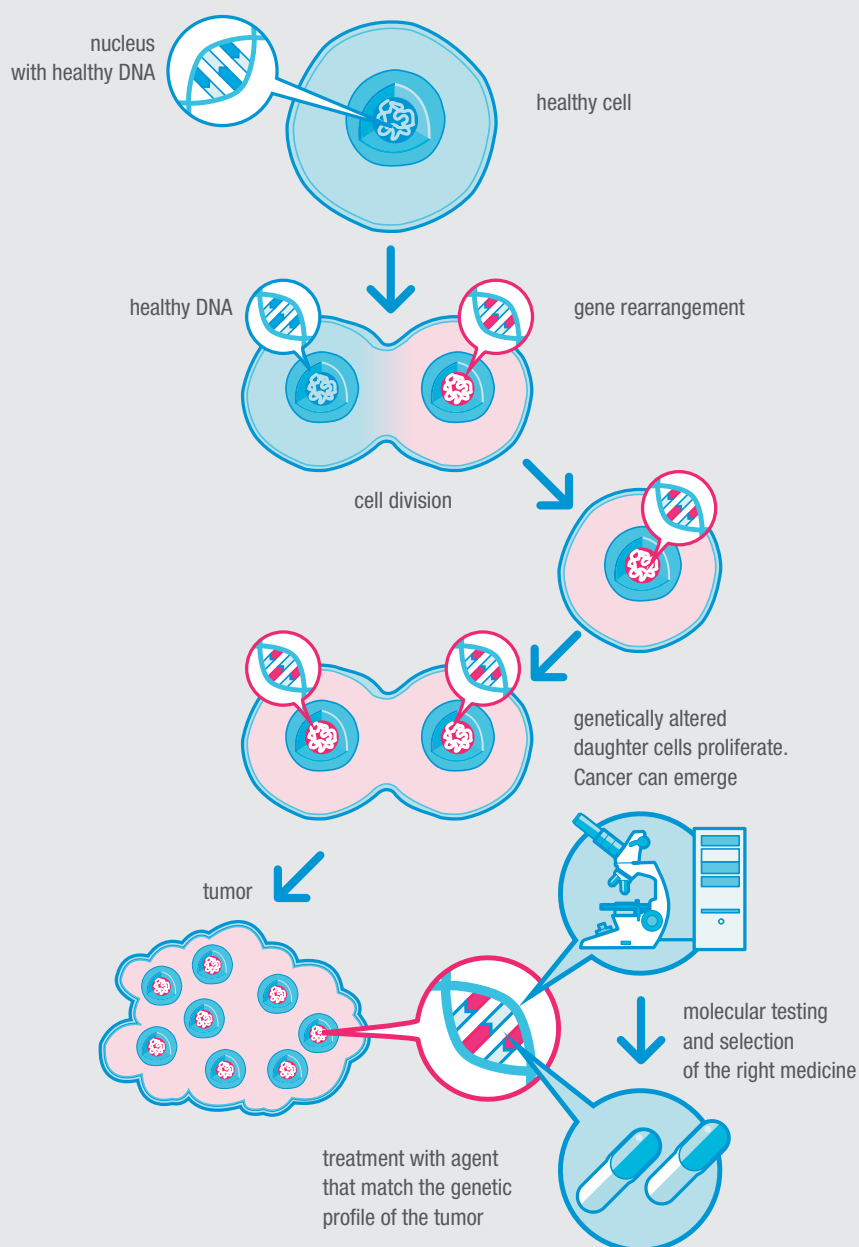 nucleus
with healthy DNA
healthy cell
healthy DNA
gene rearrangement
cell division
genetically altered
daughter cells proliferate.
Cancer can emerge
tumor
molecular testing
and selection
of the right medicine
treatment with agent
that match the genetic
profile of the tumor